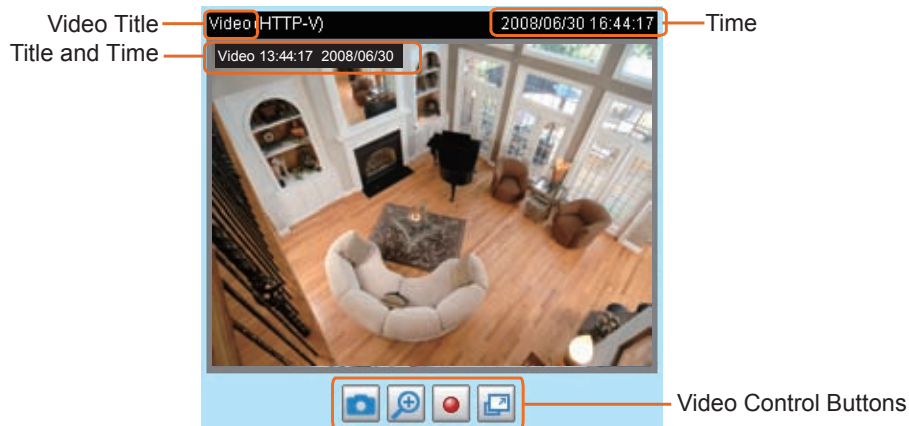 Video Title
Video (HTTP-V)
2008/06/30 16:44:17
Time
Title and Time
Video 13:44:17 2008/06/30
Video Control Buttons